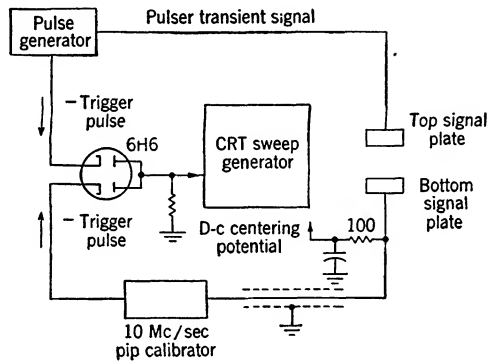 Pulse
generator
Pulser transient signal
– Trigger
pulse
6H6
CRT sweep
generator
Top signal
plate
Bottom
signal
plate
– Trigger
pulse
D-c centering
potential
100
10 Mc/sec
pip calibrator